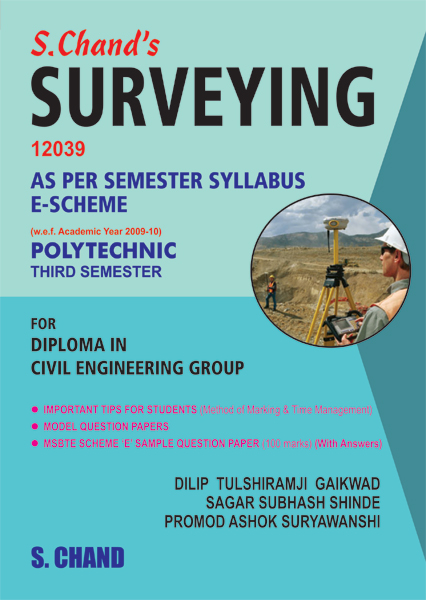 S.Chand's
SURVEYING
12039
AS PER SEMESTER SYLLABUS
E-SCHEME
(w.e.f. Academic Year 2009-10)
POLYTECHNIC
THIRD SEMESTER
FOR
DIPLOMA IN
CIVIL ENGINEERING GROUP
● IMPORTANT TIPS FOR STUDENTS (Method of Marking & Time Management)
● MODEL QUESTION PAPERS
● MSBTE SCHEME 'E' SAMPLE QUESTION PAPER (100 marks) (With Answers)
DILIP TULSHIRAMJI GAIKWAD
SAGAR SUBHASH SHINDE
PROMOD ASHOK SURYAWANSHI
S. CHAND